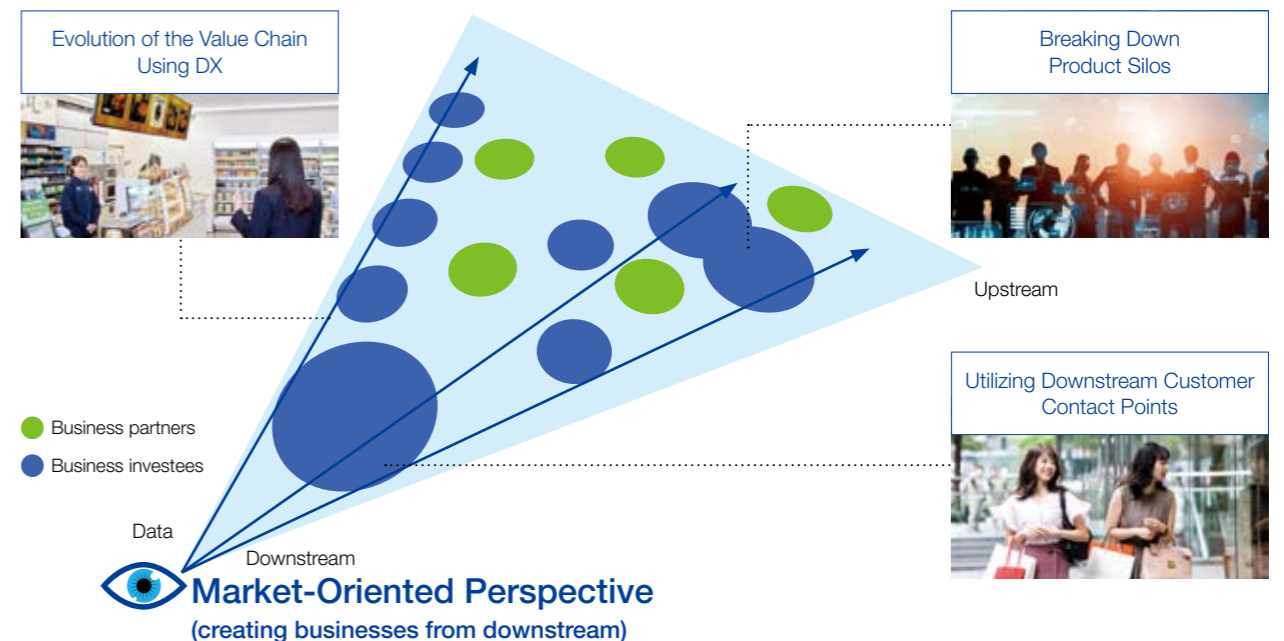 Evolution of the Value Chain
Using DX
Breaking Down
Product Silos
Upstream
Utilizing Downstream Customer
Contact Points
Business partners
Business investees
Data
Downstream
Market-Oriented Perspective
(creating businesses from downstream)